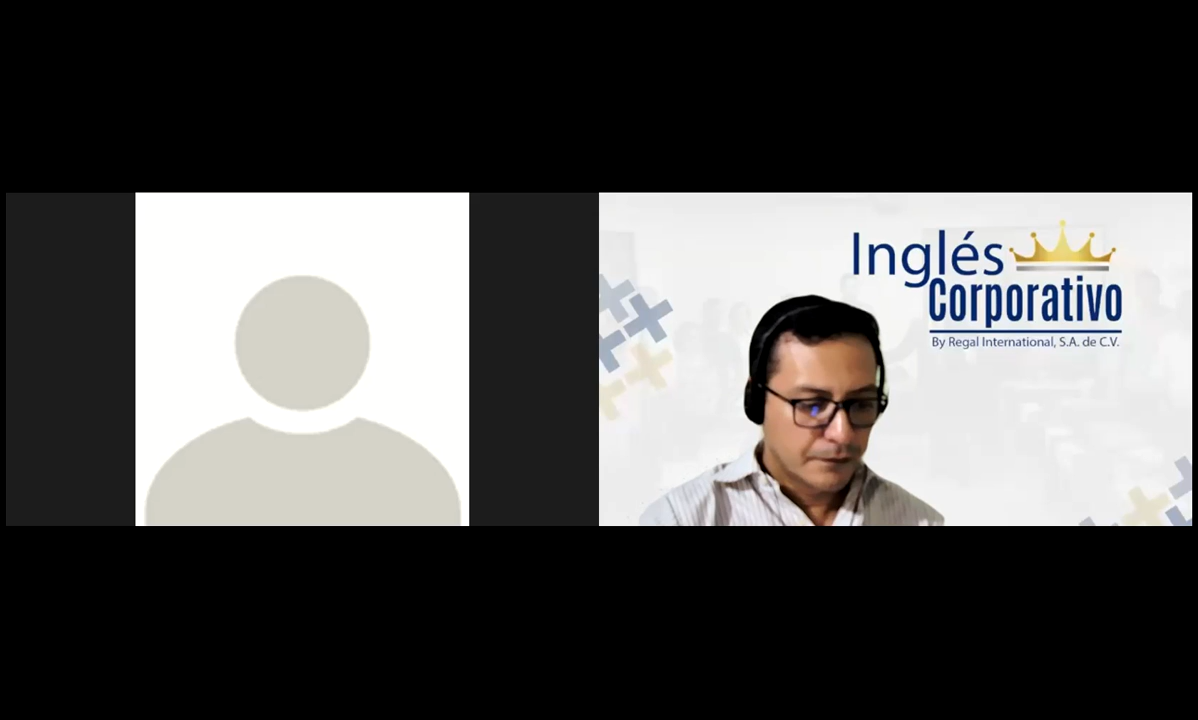 Inglés
Corporativo
By Regal International, S.A. de C.V.